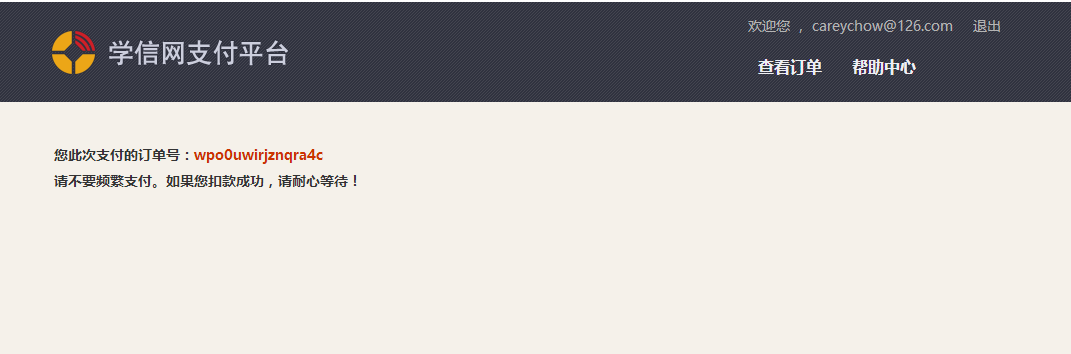 欢迎您 ， careychow@126.com 退出
学信网支付平台
查看订单 帮助中心
您此次支付的订单号：wpo0uwirjznqra4c
请不要频繁支付。如果您扣款成功，请耐心等待！